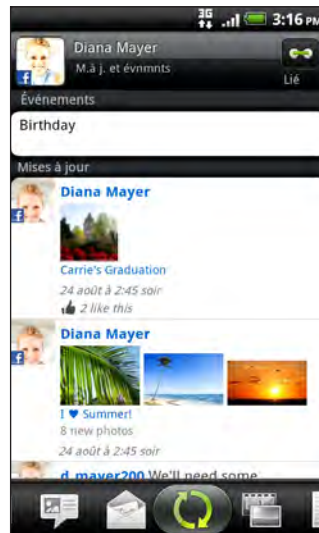 3G 3:16 PM
Diana Mayer
M.à j. et évnmnts
Lié
Événements
Birthday
Mises à jour
Diana Mayer
Carrie's Graduation
24 août à 2:45 soir
2 like this
Diana Mayer
I ♥ Summer!
8 new photos
24 août à 2:45 soir
d_mayer200 We'll need some